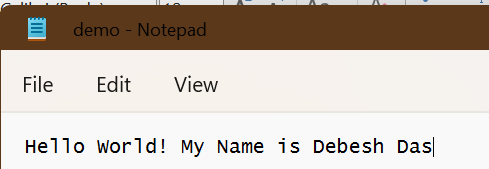 demo - Notepad
File Edit View
Hello World! My Name is Debesh Das